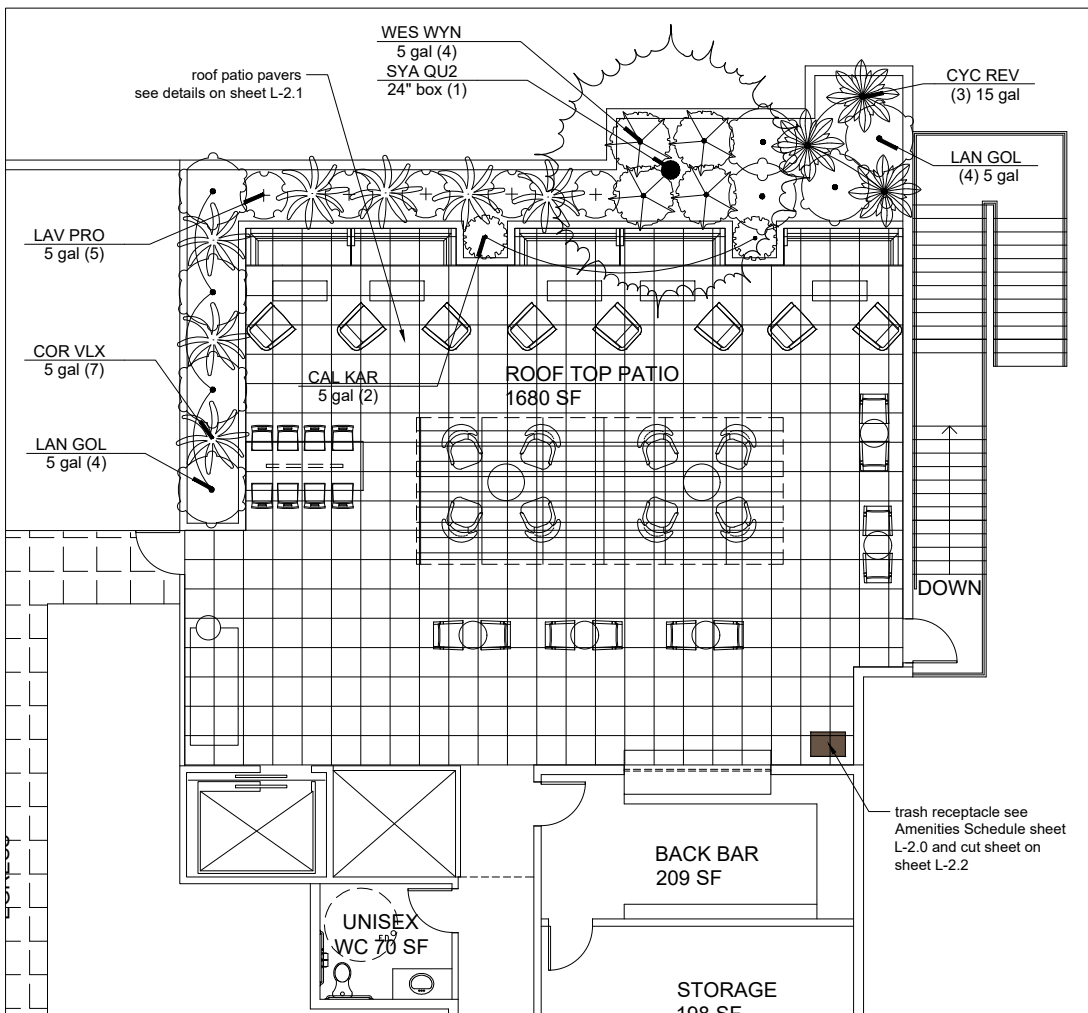 WES WYN
5 gal (4)
SYA QU2
24" box (1)
roof patio pavers
see details on sheet L-2.1
CYC REV
(3) 15 gal
LAN GOL
(4) 5 gal
LAV PRO
5 gal (5)
COR VLX
5 gal (7)
CAL KAR
5 gal (2)
ROOF TOP PATIO
1680 SF
LAN GOL
5 gal (4)
DOWN
trash receptacle see
Amenities Schedule sheet
L-2.0 and cut sheet on
sheet L-2.2
BACK BAR
209 SF
UNISEX
WC 70 SF
STORAGE
198 SF